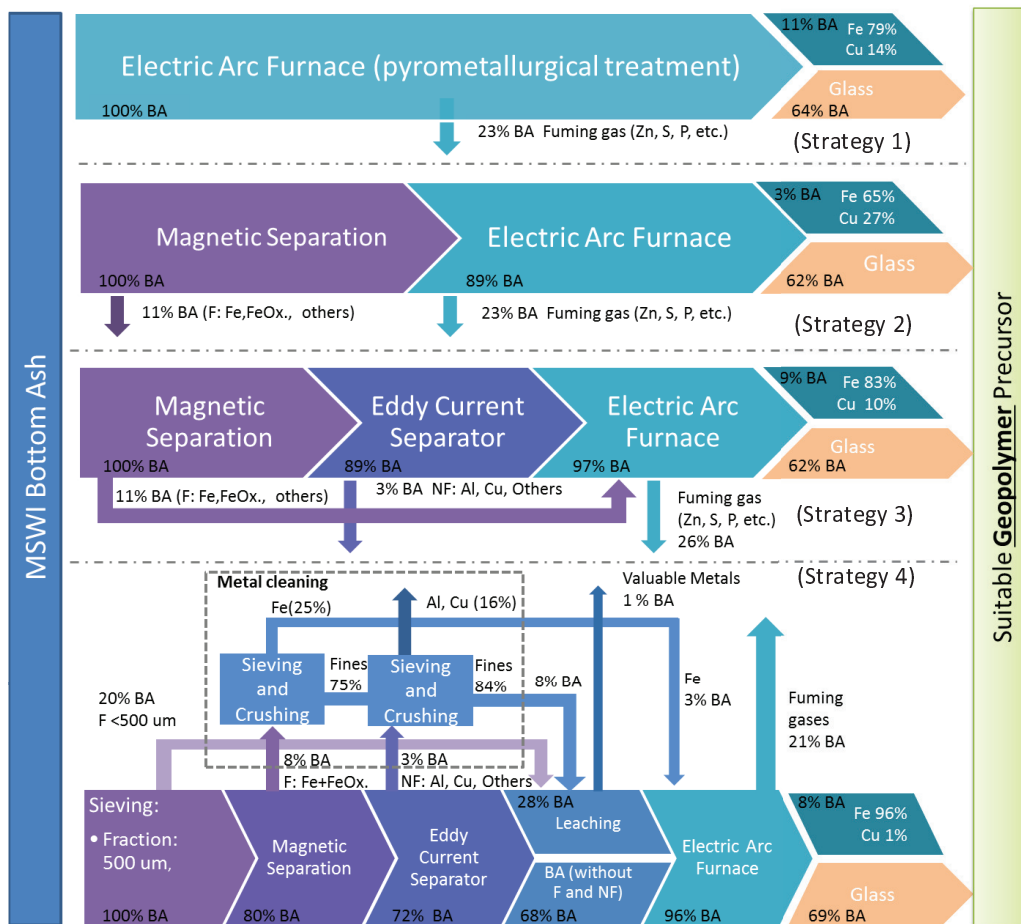 MSWI Bottom Ash
Suitable Geopolymer Precursor
Electric Arc Furnace (pyrometallurgical treatment)
100% BA
11% BA
Fe 79%
Cu 14%
Glass
64% BA
23% BA Fuming gas (Zn, S, P, etc.)
(Strategy 1)
Magnetic Separation
100% BA
Electric Arc Furnace
89% BA
3% BA
Fe 65%
Cu 27%
Glass
62% BA
11% BA (F: Fe,FeOx., others)
23% BA Fuming gas (Zn, S, P, etc.)
(Strategy 2)
Magnetic
Separation
100% BA
Eddy Current
Separator
89% BA
Electric Arc
Furnace
97% BA
9% BA
Fe 83%
Cu 10%
Glass
62% BA
11% BA (F: Fe,FeOx., others)
3% BA NF: Al, Cu, Others
Fuming gas
(Zn, S, P, etc.)
26% BA
(Strategy 3)
(Strategy 4)
Metal cleaning
Fe(25%)
Al, Cu (16%)
Valuable Metals
1 % BA
Sieving
and
Crushing
Fines
75%
Sieving
and
Crushing
Fines
84%
8% BA
Fe
3% BA
Fuming
gases
21% BA
20% BA
F <500 um
8% BA
F: Fe+FeOx.
3% BA
NF: Al, Cu, Others
Sieving:
• Fraction:
500 um,
100% BA
Magnetic
Separation
80% BA
Eddy
Current
Separator
72% BA
28% BA
Leaching
BA (without
F and NF)
68% BA
Electric Arc
Furnace
96% BA
8% BA
Fe 96%
Cu 1%
Glass
69% BA